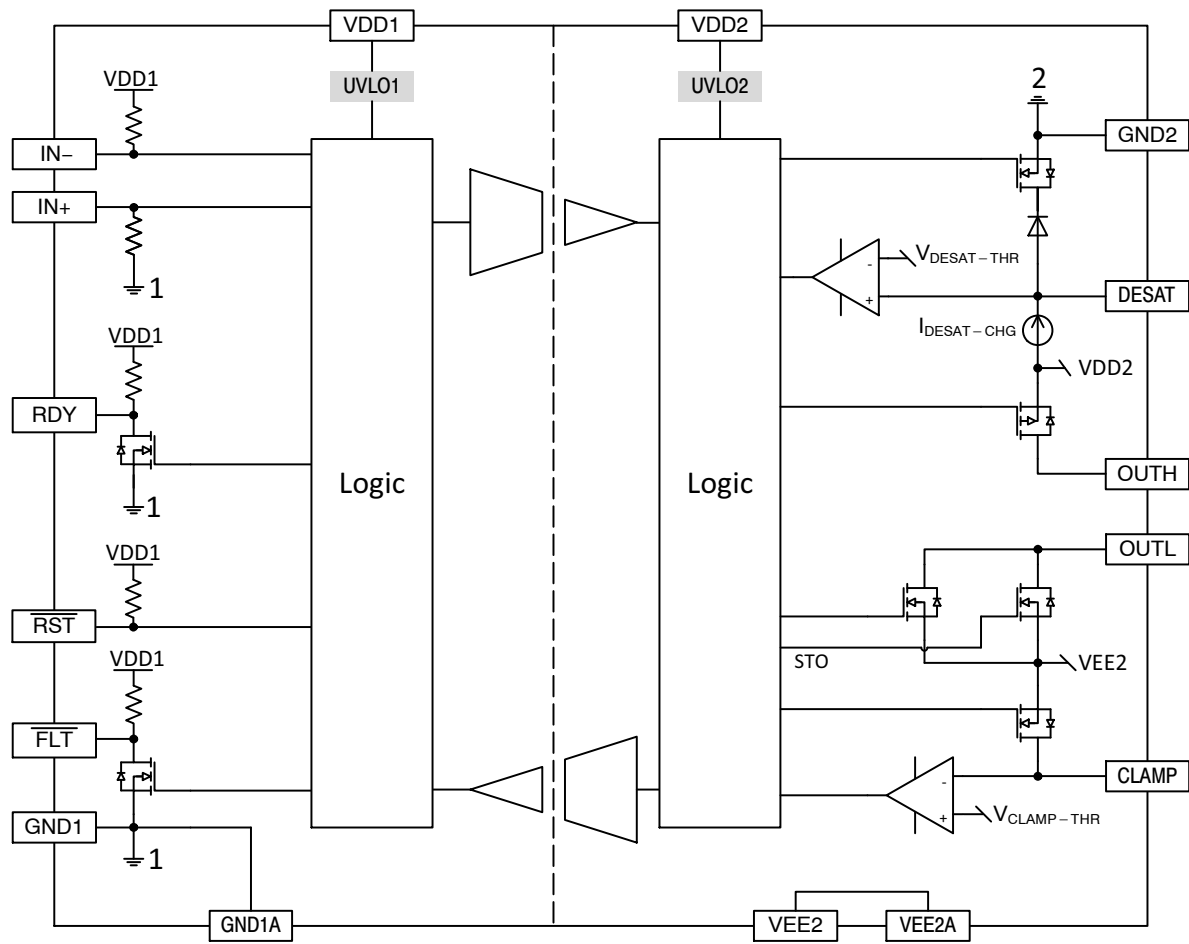 VDD1
VDD2
UVLO1
UVLO2
VDD1
2
IN−
GND2
IN+
1
VDESAT−THR
-
+
DESAT
IDESAT−CHG
VDD1
VDD2
RDY
Logic
Logic
OUTH
1
VDD1
OUTL
RST
STO
VEE2
VDD1
FLT
-
CLAMP
+
VCLAMP−THR
GND1
1
GND1A
VEE2
VEE2A